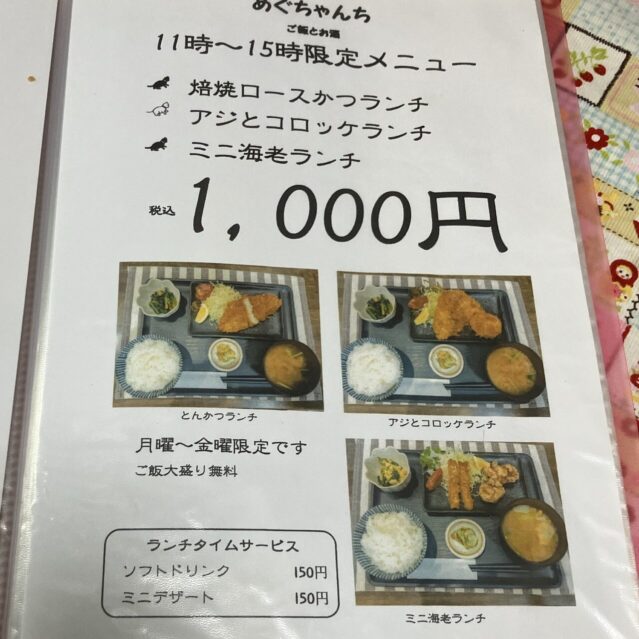 めぐちゃんち
ご飯とお酒
11時～15時限定メニュー
焙焼ロースかつランチ
アジとコロッケランチ
ミニ海老ランチ
税込 1,000円
とんかつランチ
アジとコロッケランチ
月曜～金曜限定です
ご飯大盛り無料
ランチタイムサービス
ソフトドリンク 150円
ミニデザート 150円
ミニ海老ランチ